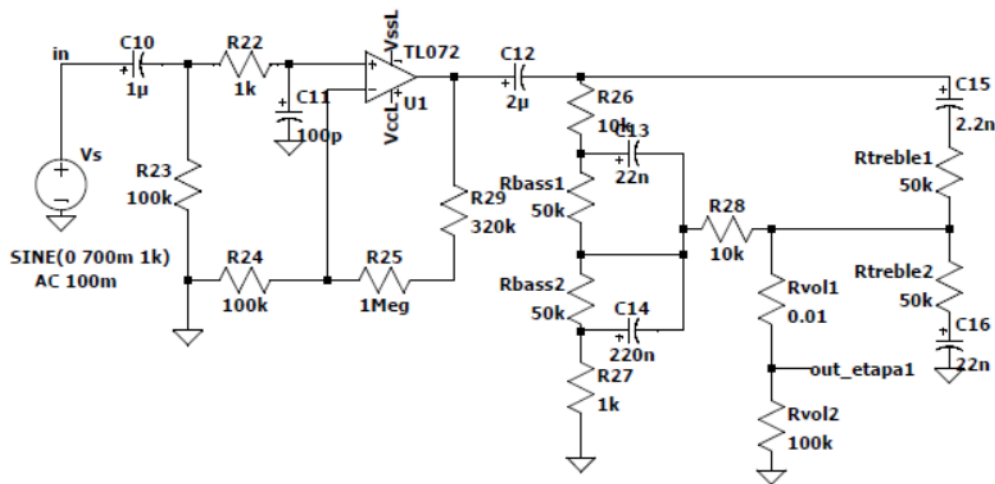 in
C10
1µ
R22
1k
C11
100p
VssL
TL072
U1
VccL
C12
2µ
Vs
SINE(0 700m 1k)
AC 100m
R23
100k
R24
100k
R25
1Meg
R29
320k
R26
10k
C13
22n
Rbass1
50k
Rbass2
50k
C14
220n
R27
1k
R28
10k
Rvol1
0.01
out_etapa1
Rvol2
100k
C15
2.2n
Rtreble1
50k
Rtreble2
50k
C16
22n